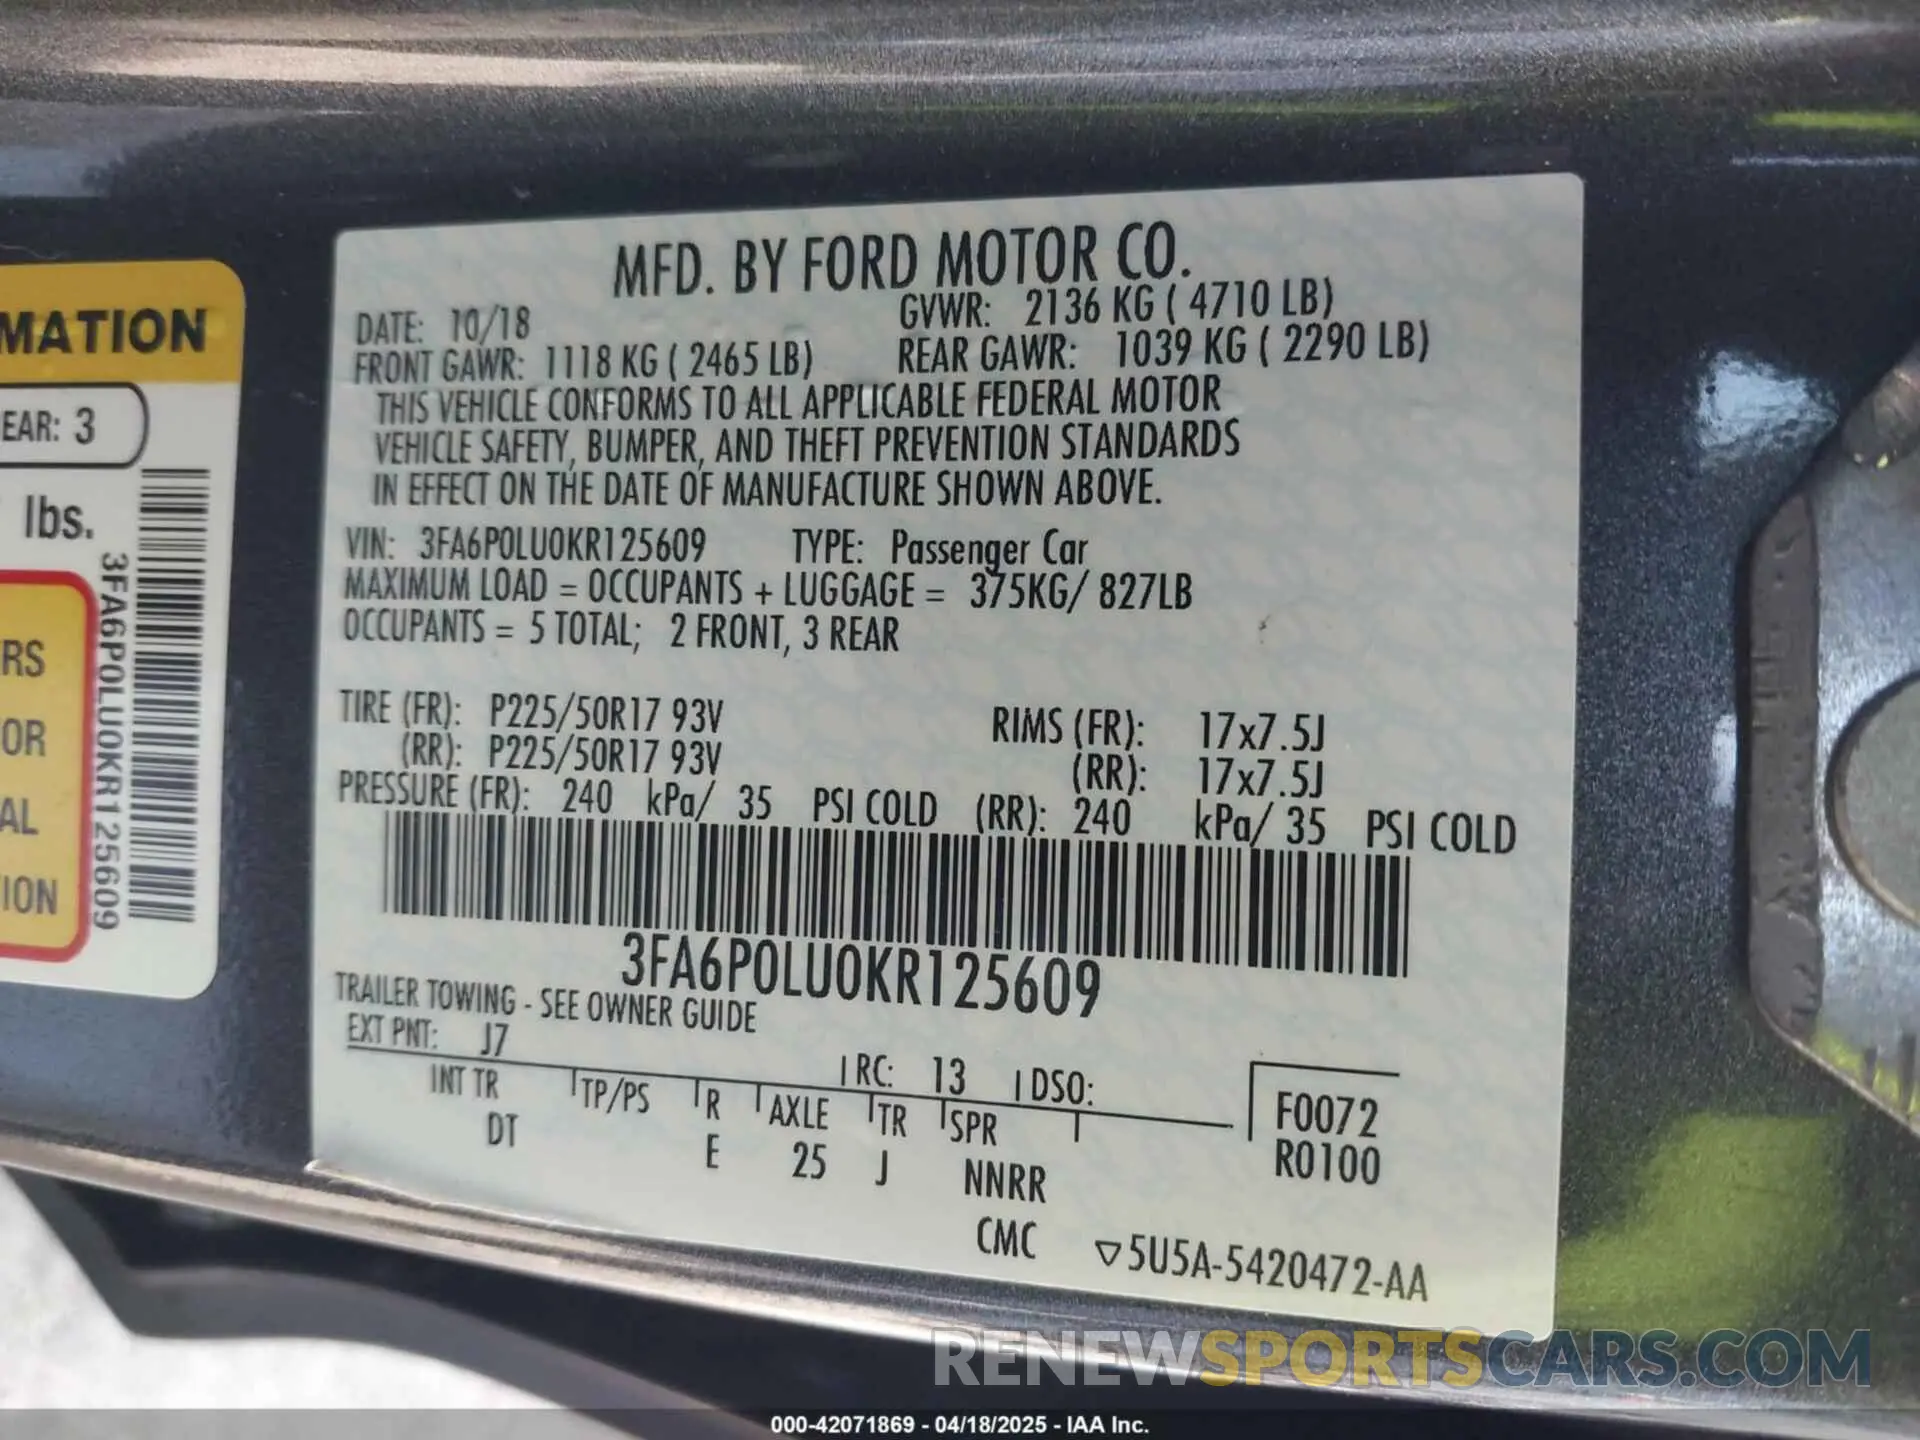 MFD. BY FORD MOTOR CO.
DATE: 10/18 GVWR: 2136 KG ( 4710 LB)
FRONT GAWR: 1118 KG ( 2465 LB) REAR GAWR: 1039 KG ( 2290 LB)
THIS VEHICLE CONFORMS TO ALL APPLICABLE FEDERAL MOTOR
VEHICLE SAFETY, BUMPER, AND THEFT PREVENTION STANDARDS
IN EFFECT ON THE DATE OF MANUFACTURE SHOWN ABOVE.
VIN: 3FA6P0LU0KR125609 TYPE: Passenger Car
MAXIMUM LOAD = OCCUPANTS + LUGGAGE = 375KG/ 827LB
OCCUPANTS = 5 TOTAL; 2 FRONT, 3 REAR
TIRE (FR): P225/50R17 93V RIMS (FR): 17x7.5J
(RR): P225/50R17 93V (RR): 17x7.5J
PRESSURE (FR): 240 kPa/ 35 PSI COLD (RR): 240 kPa/ 35 PSI COLD
3FA6P0LU0KR125609
TRAILER TOWING - SEE OWNER GUIDE
EXT PNT: J7 RC: 13 DSO:
INT TR TP/PS R AXLE TR SPR F0072
DT E 25 J NNRR R0100
CMC ▽5U5A-5420472-AA
MATION
EAR: 3
lbs.
3FA6P0LU0KR125609
RS
OR
AL
ION
RENEWSPORTSCARS.COM
000-42071869 - 04/18/2025 - IAA Inc.